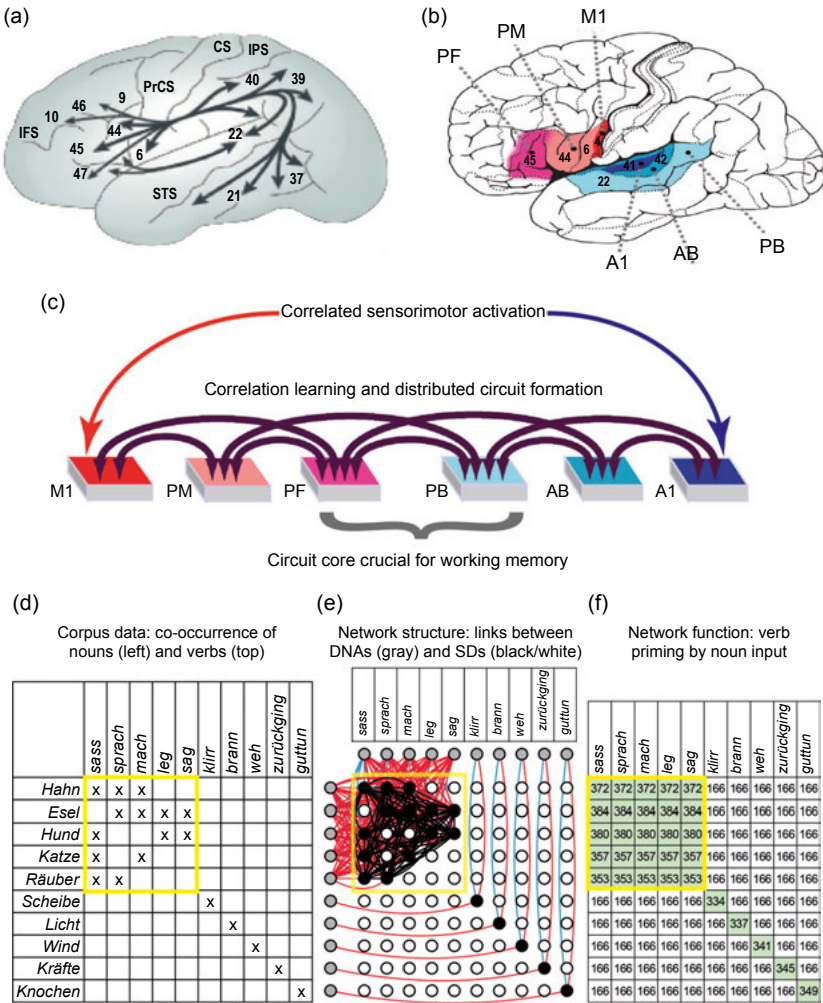 (a)
CS
IPS
PrCS
40
39
9
46
10
IFS
44
22
45
6
47
STS
21
37
(b)
M1
PM
PF
45
44
6
4
41
42
22
A1
AB
PB
(c)
Correlated sensorimotor activation
Correlation learning and distributed circuit formation
M1 PM PF PB AB A1
Circuit core crucial for working memory
(d)
Corpus data: co-occurrence of
nouns (left) and verbs (top)
sass sprach mach leg sag klirr brann weh zurückging guttun
Hahn x x x
Esel x x x x
Hund x x x
Katze x x
Räuber x x
Scheibe x
Licht x
Wind x
Kräfte x
Knochen x
(e)
Network structure: links between
DNAs (gray) and SDs (black/white)
sass sprach mach leg sag klirr brann weh zurückging guttun
(f)
Network function: verb
priming by noun input
sass sprach mach leg sag klirr brann weh zurückging guttun
372 372 372 372 372 166 166 166 166 166
384 384 384 384 384 166 166 166 166 166
380 380 380 380 380 166 166 166 166 166
357 357 357 357 357 166 166 166 166 166
353 353 353 353 353 166 166 166 166 166
166 166 166 166 166 334 166 166 166 166
166 166 166 166 166 166 337 166 166 166
166 166 166 166 166 166 166 341 166 166
166 166 166 166 166 166 166 166 345 166
166 166 166 166 166 166 166 166 166 349